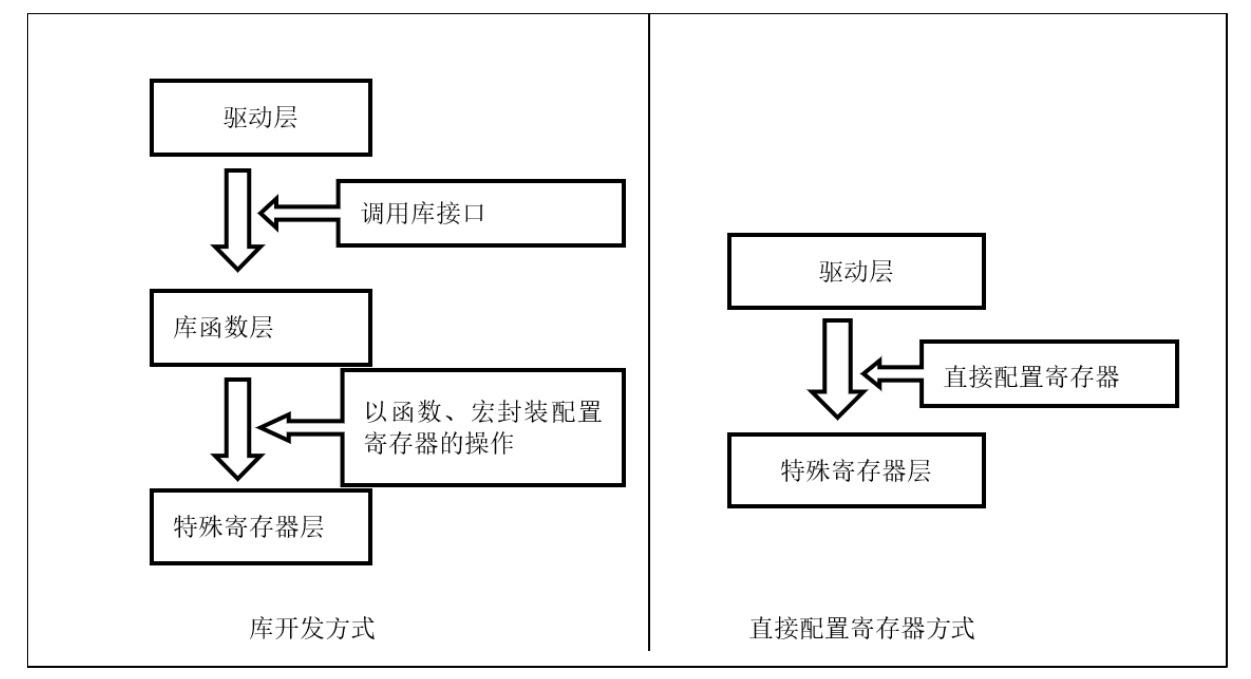 驱动层
调用库接口
库函数层
以函数、宏封装配置
寄存器的操作
特殊寄存器层
库开发方式
驱动层
直接配置寄存器
特殊寄存器层
直接配置寄存器方式